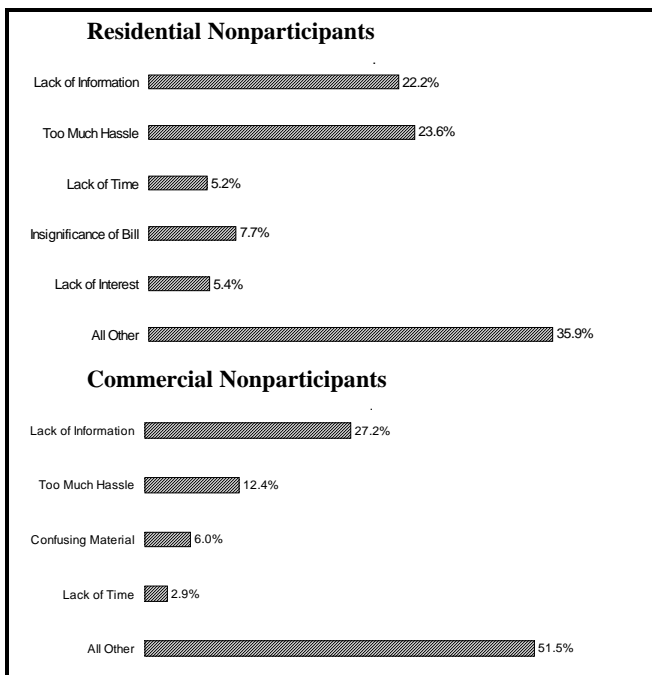 Residential Nonparticipants
Lack of Information 22.2%
Too Much Hassle 23.6%
Lack of Time 5.2%
Insignificance of Bill 7.7%
Lack of Interest 5.4%
All Other 35.9%
Commercial Nonparticipants
Lack of Information 27.2%
Too Much Hassle 12.4%
Confusing Material 6.0%
Lack of Time 2.9%
All Other 51.5%